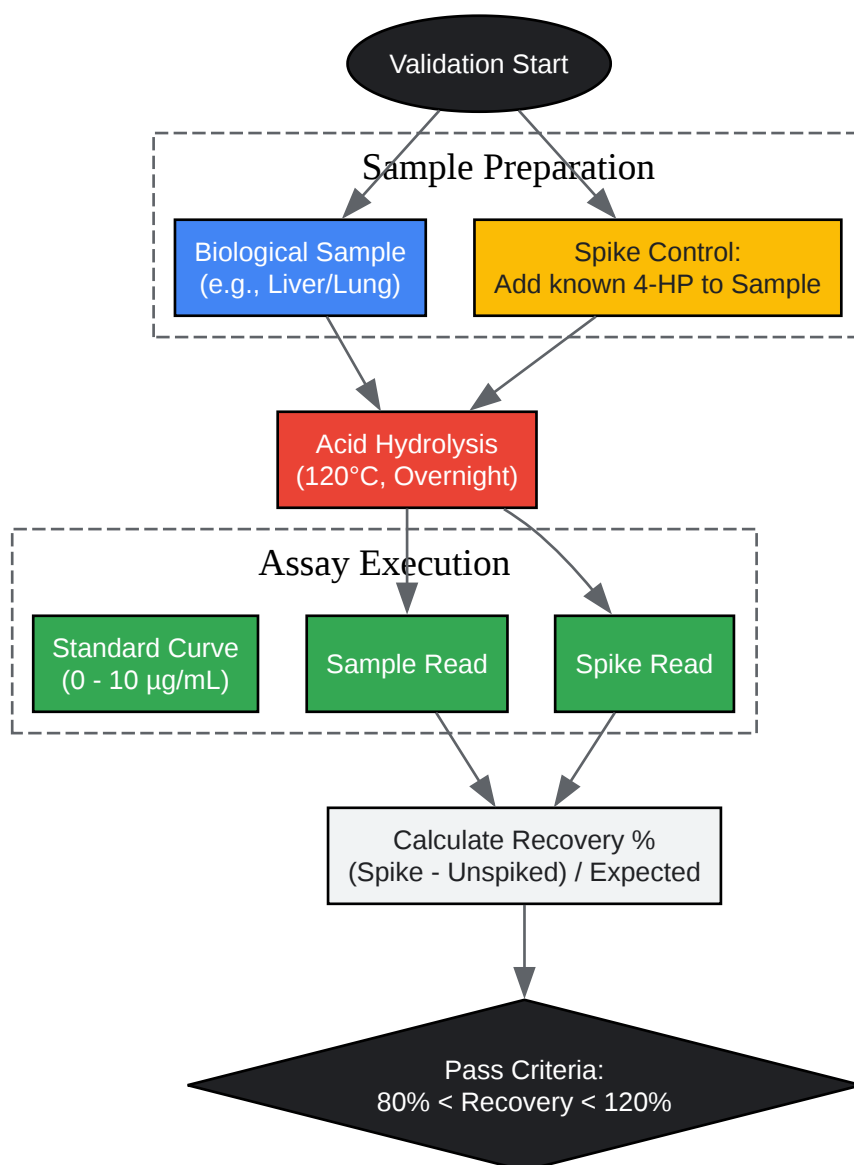 Validation Start
Sample Preparation
Biological Sample
(e.g., Liver/Lung)
Spike Control:
Add known 4-HP to Sample
Acid Hydrolysis
(120°C, Overnight)
Assay Execution
Standard Curve
(0 - 10 µg/mL)
Sample Read
Spike Read
Calculate Recovery %
(Spike - Unspiked) / Expected
Pass Criteria:
80% < Recovery < 120%